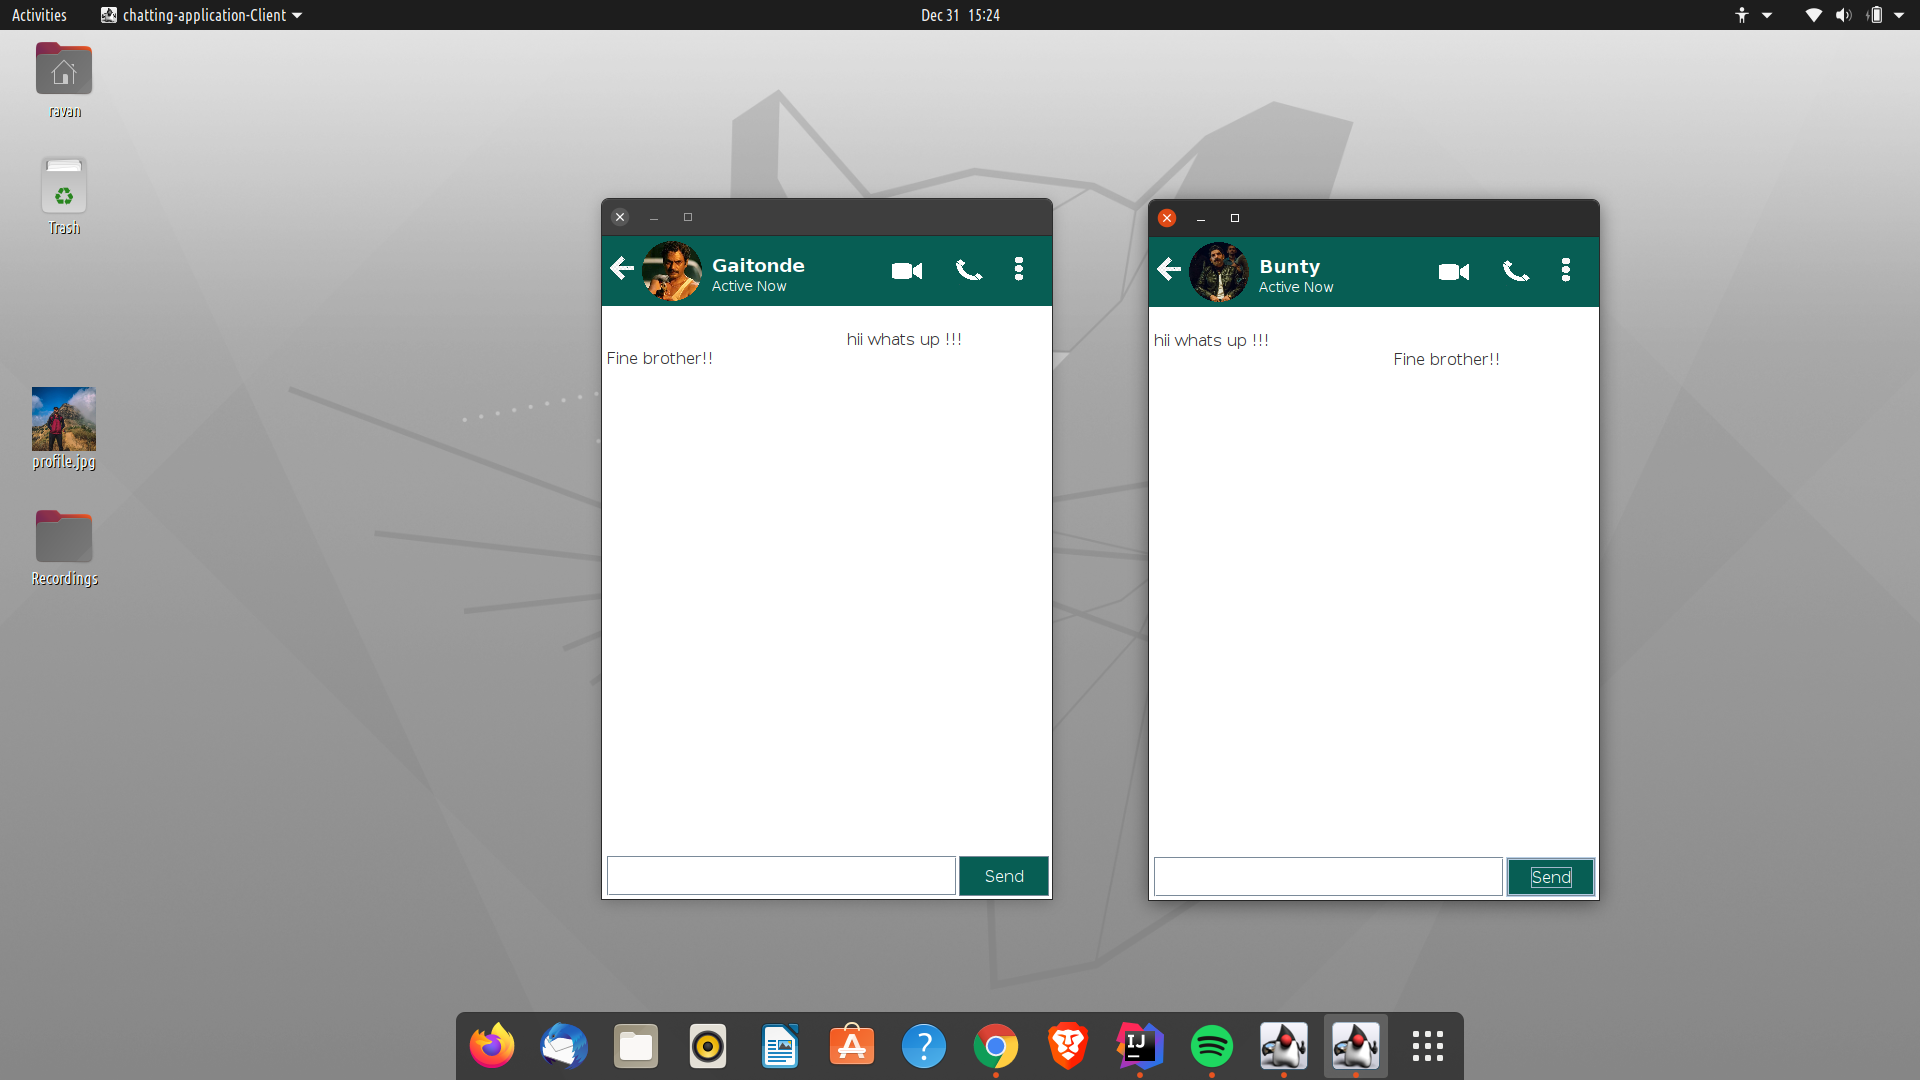 Activities
chatting-application-Client
Dec 31 15:24
ravan
Trash
profile.jpg
Recordings
Gaitonde
Active Now
hii whats up !!!
Fine brother!!
Send
Bunty
Active Now
hii whats up !!!
Fine brother!!
Send
?
IJ